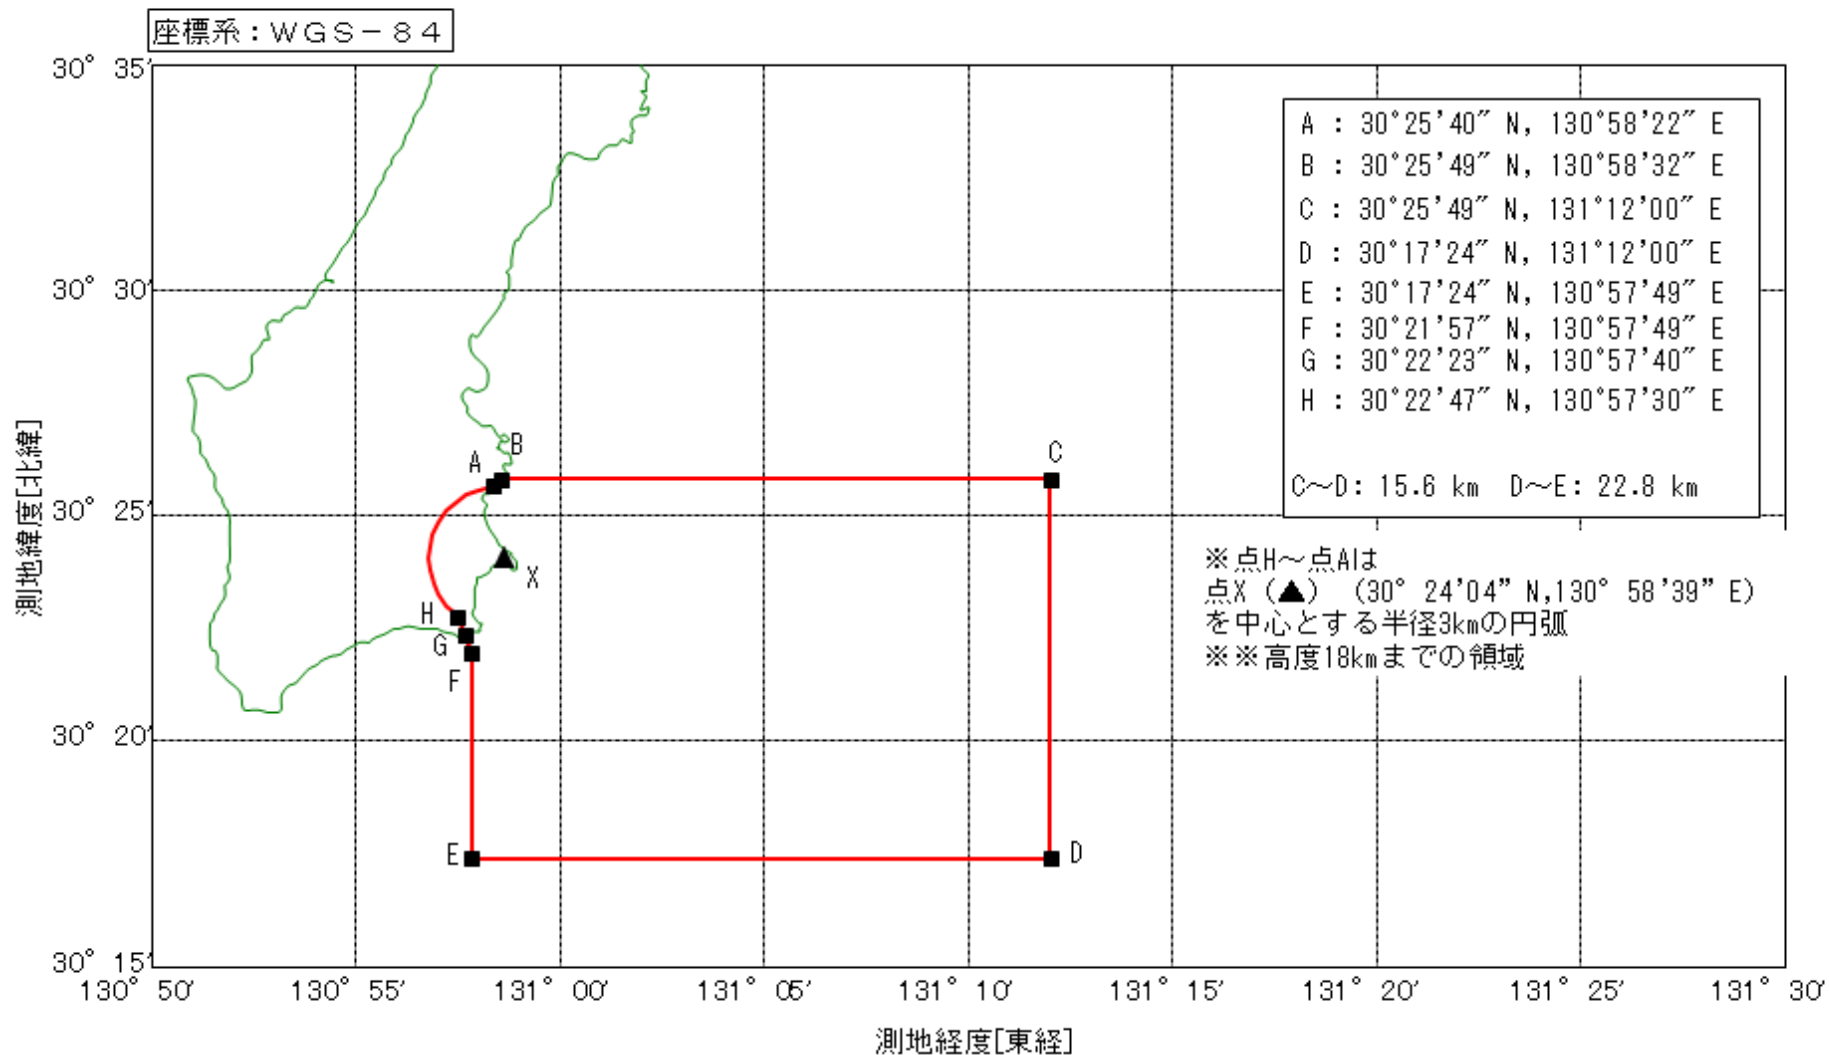 座標系：ＷＧＳ－８４
30° 35′
30° 30′
30° 25′
30° 20′
30° 15′
測地緯度[北緯]
A : 30°25′40″ N, 130°58′22″ E
B : 30°25′49″ N, 130°58′32″ E
C : 30°25′49″ N, 131°12′00″ E
D : 30°17′24″ N, 131°12′00″ E
E : 30°17′24″ N, 130°57′49″ E
F : 30°21′57″ N, 130°57′49″ E
G : 30°22′23″ N, 130°57′40″ E
H : 30°22′47″ N, 130°57′30″ E
C～D: 15.6 km D～E: 22.8 km
B
A
C
X
H
G
F
E
D
※点H～点Aは
点X（▲）（30° 24′04″ N,130° 58′39″ E）
を中心とする半径3kmの円弧
※※高度18kmまでの領域
130° 50′ 130° 55′ 131° 00′ 131° 05′ 131° 10′ 131° 15′ 131° 20′ 131° 25′ 131° 30′
測地経度[東経]